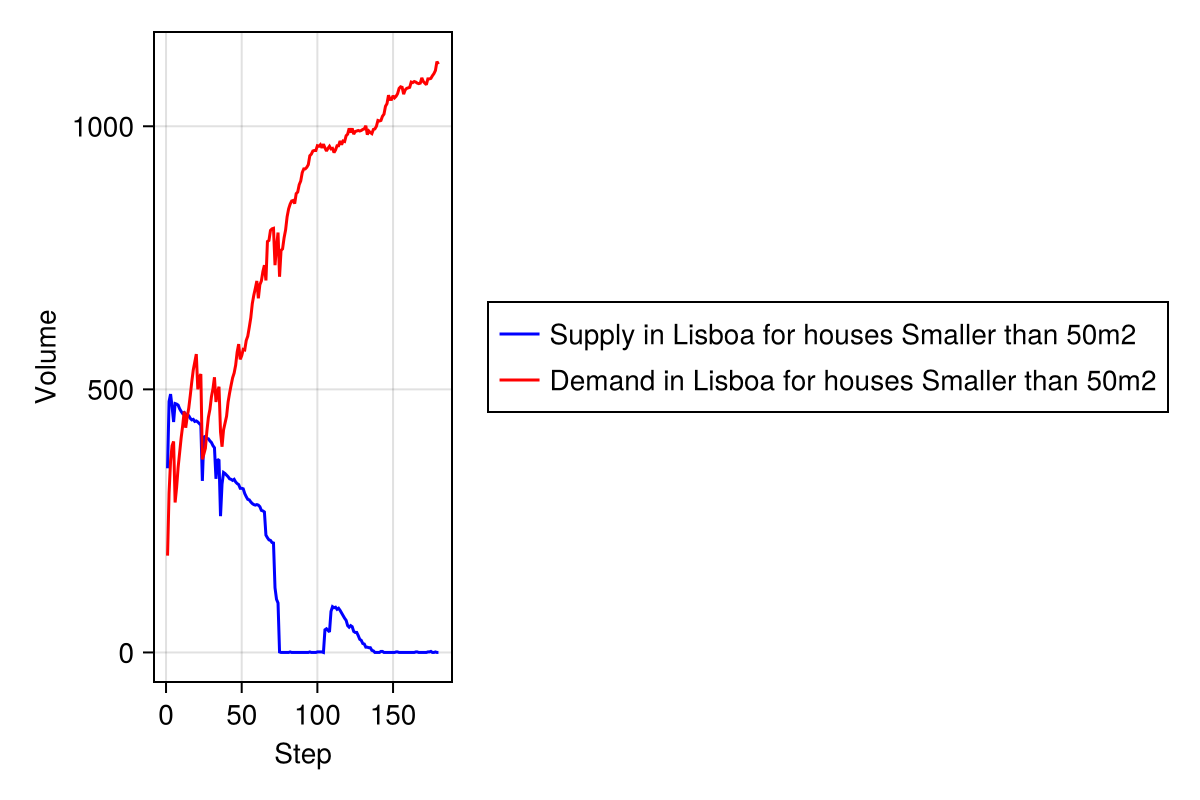 1000
500
0
Volume
0 50 100 150
Step
Supply in Lisboa for houses Smaller than 50m2
Demand in Lisboa for houses Smaller than 50m2